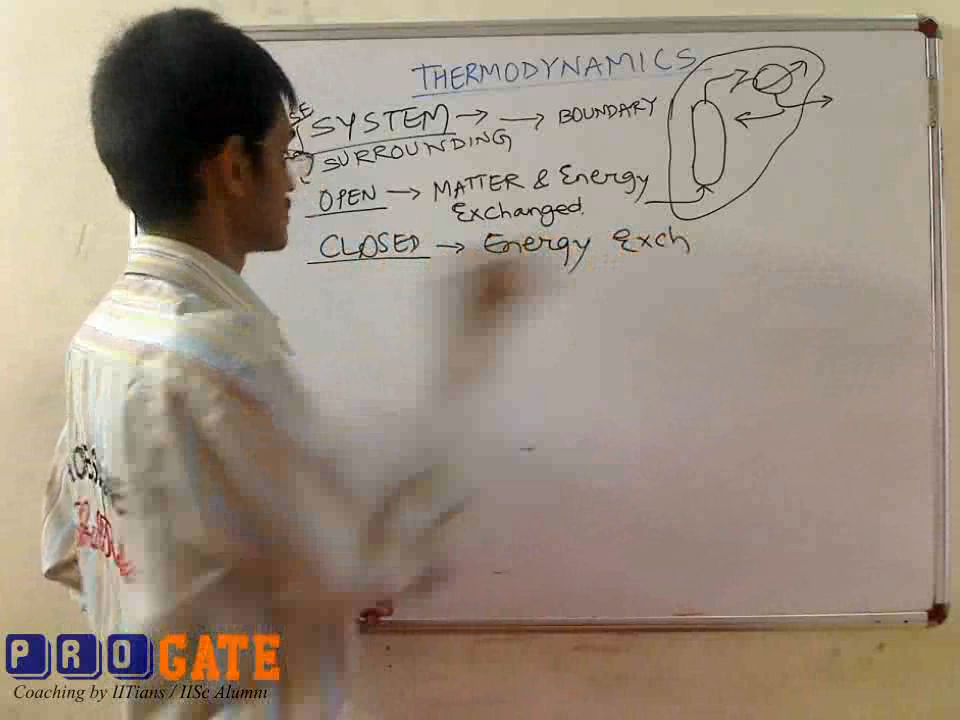 THERMODYNAMICS
SYSTEM → → BOUNDARY
SURROUNDING
OPEN → MATTER & Energy
Exchanged.
CLOSED → Energy Exch
PRO GATE
Coaching by IITians / IISc Alumni